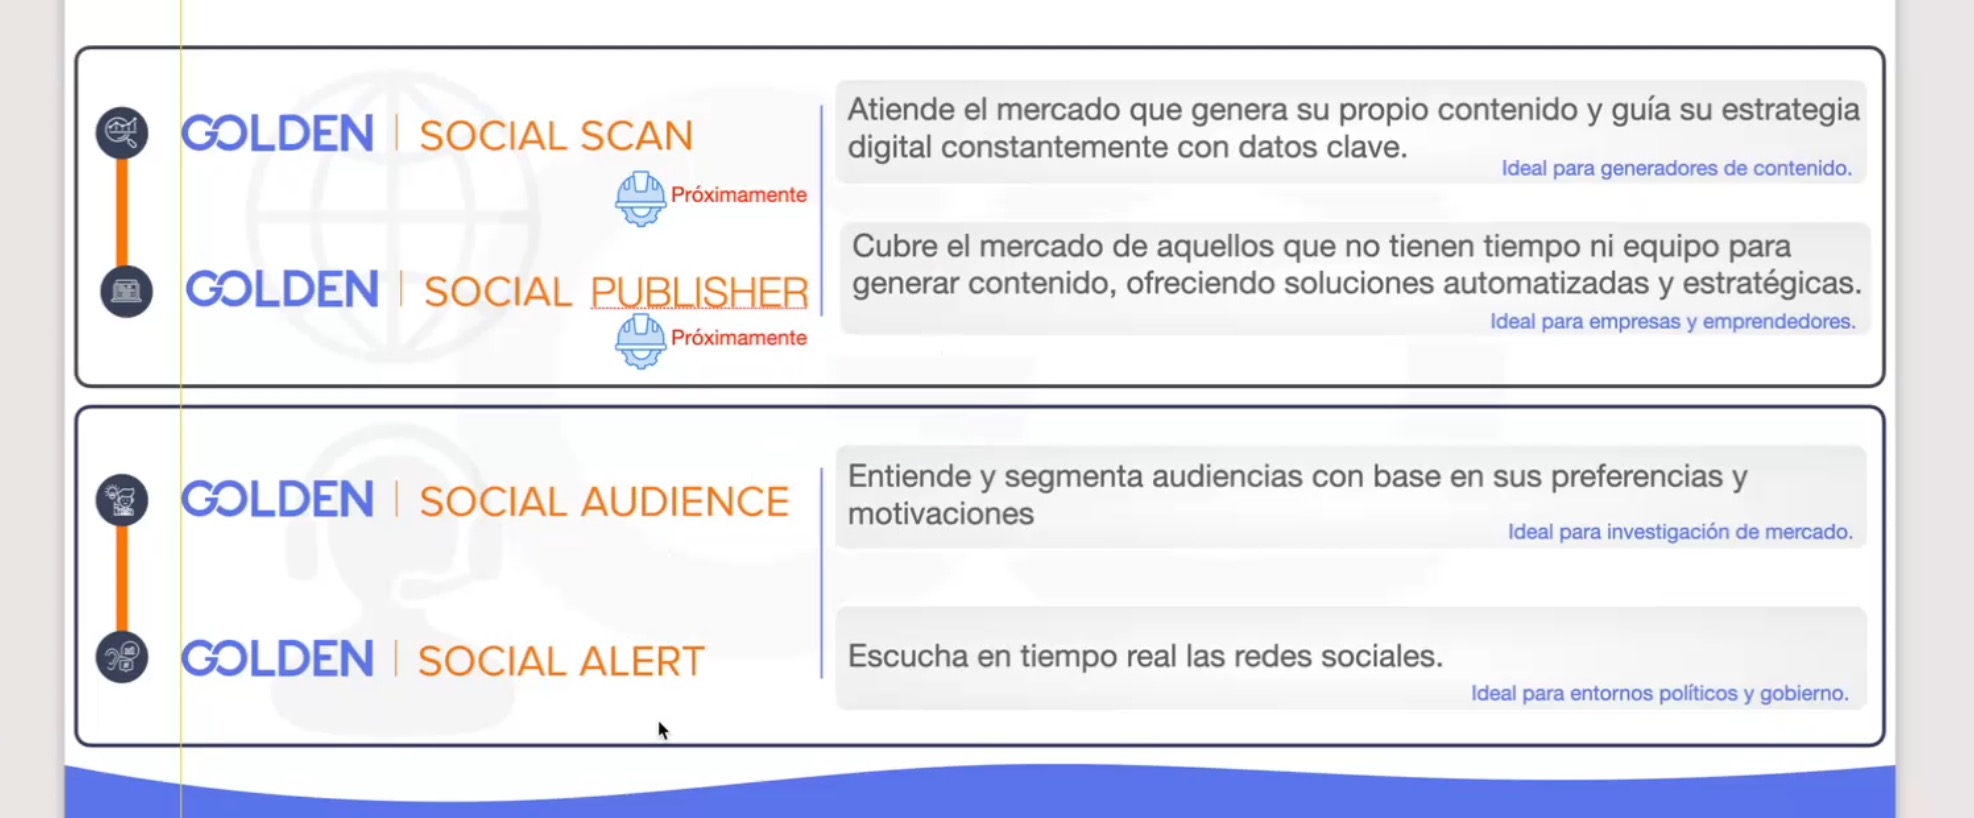 GOLDEN | SOCIAL SCAN
Próximamente
Atiende el mercado que genera su propio contenido y guía su estrategia
digital constantemente con datos clave.
Ideal para generadores de contenido.
GOLDEN | SOCIAL PUBLISHER
Próximamente
Cubre el mercado de aquellos que no tienen tiempo ni equipo para
generar contenido, ofreciendo soluciones automatizadas y estratégicas.
Ideal para empresas y emprendedores.
GOLDEN | SOCIAL AUDIENCE
Entiende y segmenta audiencias con base en sus preferencias y
motivaciones
Ideal para investigación de mercado.
GOLDEN | SOCIAL ALERT
Escucha en tiempo real las redes sociales.
Ideal para entornos políticos y gobierno.